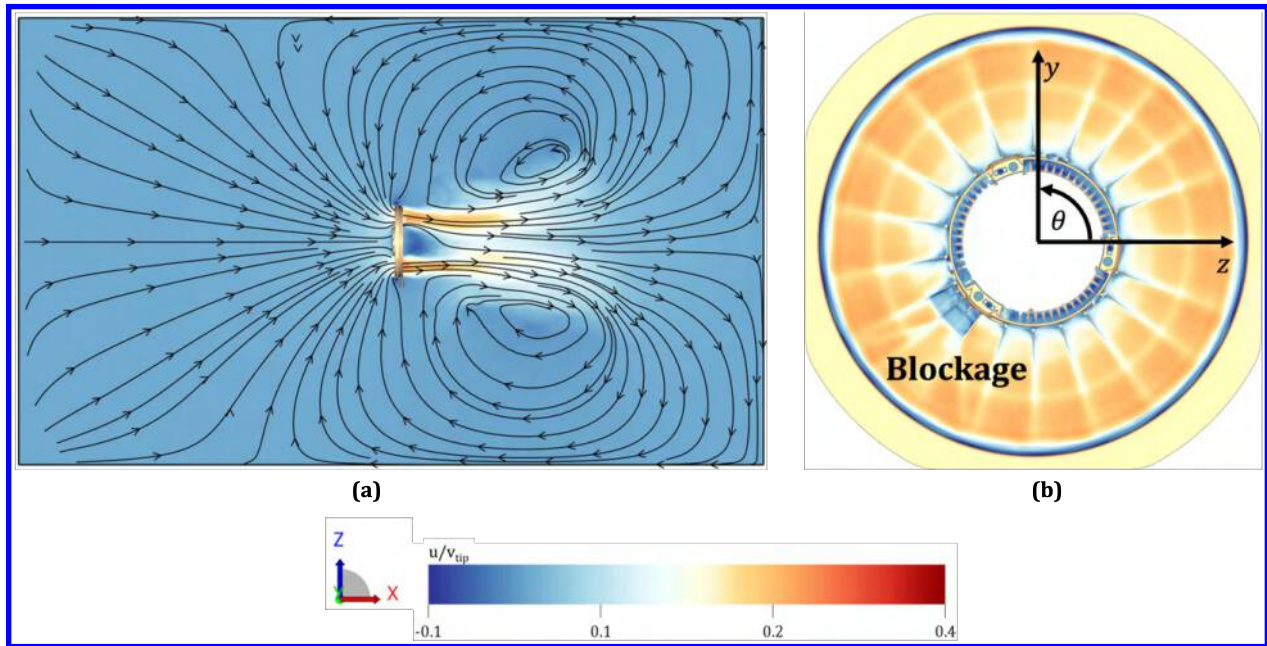 y
z
θ
Blockage
(a)
(b)
Z
Y
X
u/v_tip
-0.1
0.1
0.2
0.4